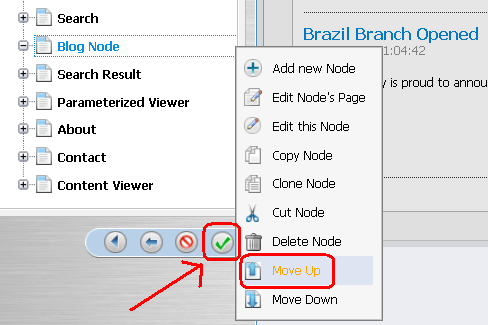 Search
Blog Node
Search Result
Parameterized Viewer
About
Contact
Content Viewer
Add new Node
Edit Node's Page
Edit this Node
Copy Node
Clone Node
Cut Node
Delete Node
Move Up
Move Down
Brazil Branch Opened
1:04:42
y is proud to annou